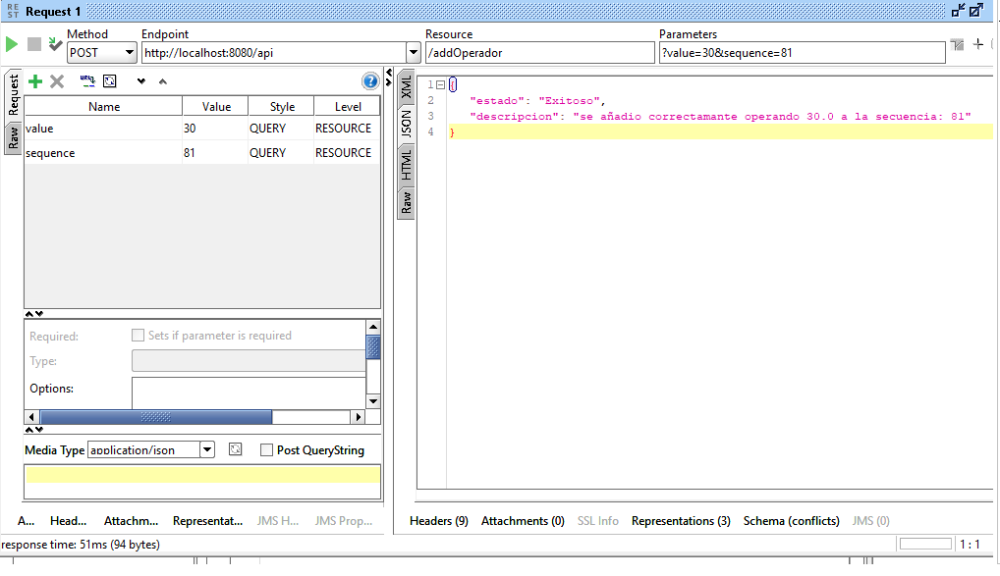 RE
ST
Request 1
Method
Endpoint
Resource
Parameters
POST
http://localhost:8080/api
/addOperador
?value=30&sequence=81
Request
Raw
Name Value Style Level
value 30 QUERY RESOURCE
sequence 81 QUERY RESOURCE
Required: Sets if parameter is required
Type:
Options:
Media Type application/json Post QueryString
A... Head... Attachm... Representat... JMS H... JMS Prop...
XML
JSON
HTML
Raw
1 {
2 "estado": "Exitoso",
3 "descripcion": "se añadio correctamante operando 30.0 a la secuencia: 81"
4 }
Headers (9) Attachments (0) SSL Info Representations (3) Schema (conflicts) JMS (0)
response time: 51ms (94 bytes)
1 : 1